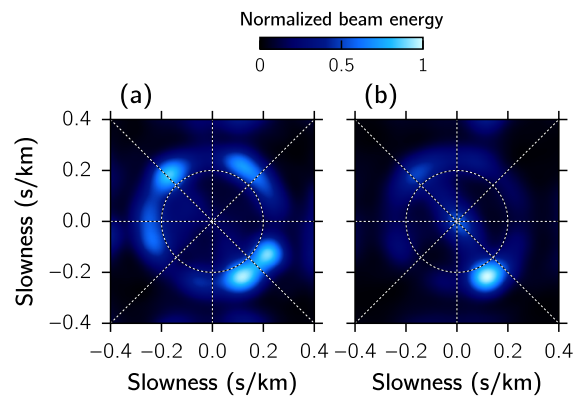 Normalized beam energy
0 0.5 1
(a) (b)
0.4
0.2
0.0
−0.2
−0.4
Slowness (s/km)
−0.4 −0.2 0.0 0.2 0.4 −0.4 −0.2 0.0 0.2 0.4
Slowness (s/km) Slowness (s/km)